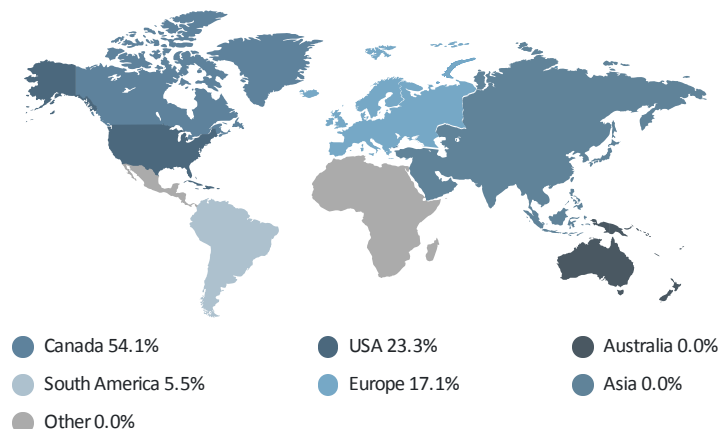 Canada 54.1%
USA 23.3%
Australia 0.0%
South America 5.5%
Europe 17.1%
Asia 0.0%
Other 0.0%